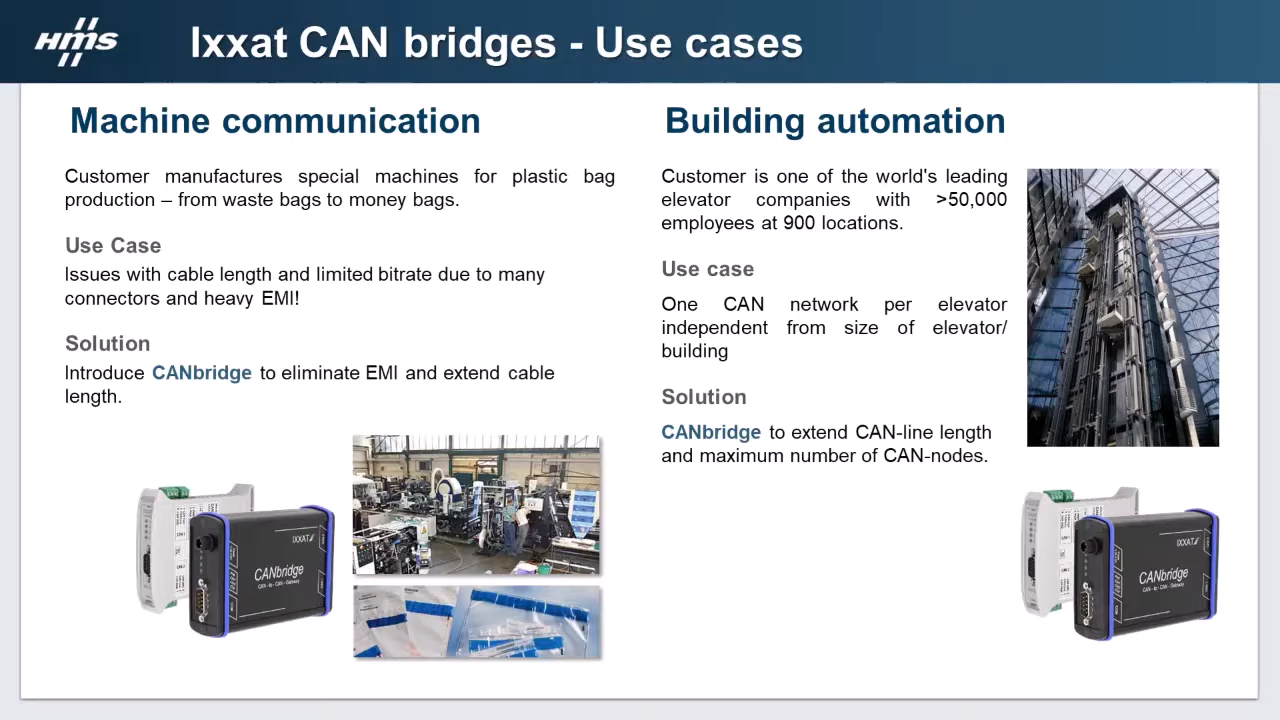 HMS
Ixxat CAN bridges - Use cases
Machine communication
Customer manufactures special machines for plastic bag
production – from waste bags to money bags.
Use Case
Issues with cable length and limited bitrate due to many
connectors and heavy EMI!
Solution
Introduce CANbridge to eliminate EMI and extend cable
length.
IXXAT
CANbridge
CAN - to - CAN - Gateway
Building automation
Customer is one of the world's leading
elevator companies with >50,000
employees at 900 locations.
Use case
One CAN network per elevator
independent from size of elevator/
building
Solution
CANbridge to extend CAN-line length
and maximum number of CAN-nodes.
IXXAT
CANbridge
CAN - to - CAN - Gateway